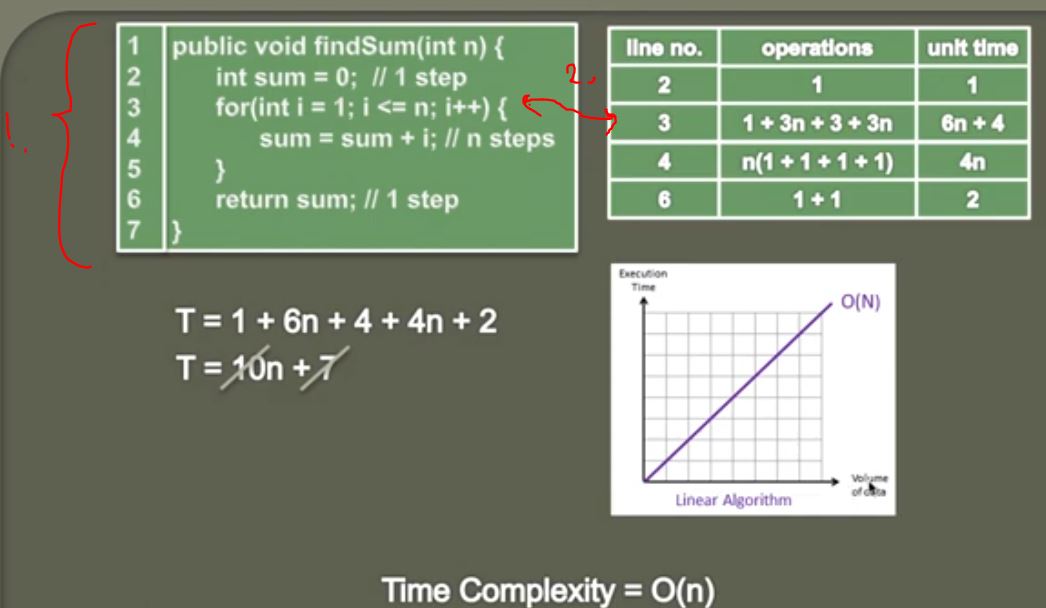 1 public void findSum(int n) {
2 int sum = 0; // 1 step
3 for(int i = 1; i <= n; i++) {
4 sum = sum + i; // n steps
5 }
6 return sum; // 1 step
7 }
1.
2.
line no. operations unit time
2 1 1
3 1 + 3n + 3 + 3n 6n + 4
4 n(1 + 1 + 1 + 1) 4n
6 1 + 1 2
T = 1 + 6n + 4 + 4n + 2
T = 10n + 7
Execution
Time
O(N)
Volume
of data
Linear Algorithm
Time Complexity = O(n)